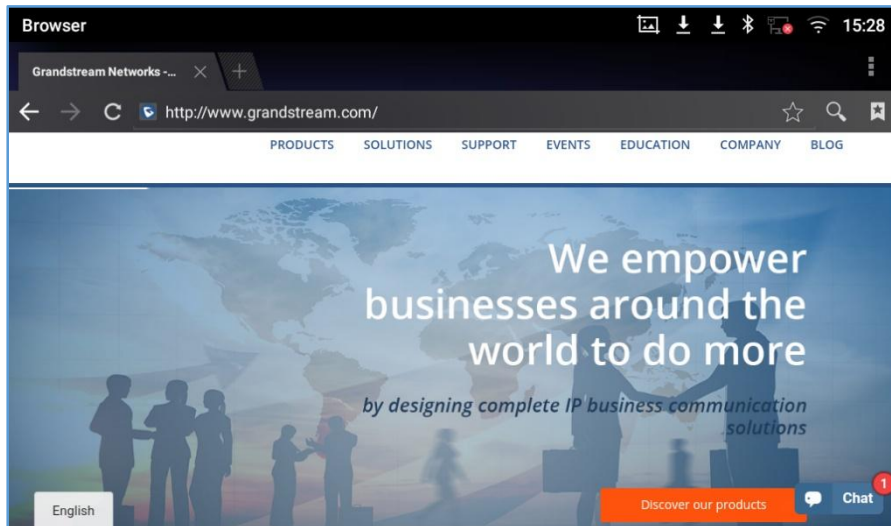 Browser
15:28
Grandstream Networks -...
http://www.grandstream.com/
PRODUCTS SOLUTIONS SUPPORT EVENTS EDUCATION COMPANY BLOG
We empower
businesses around the
world to do more
by designing complete IP business communication
solutions
English
Discover our products
Chat
1